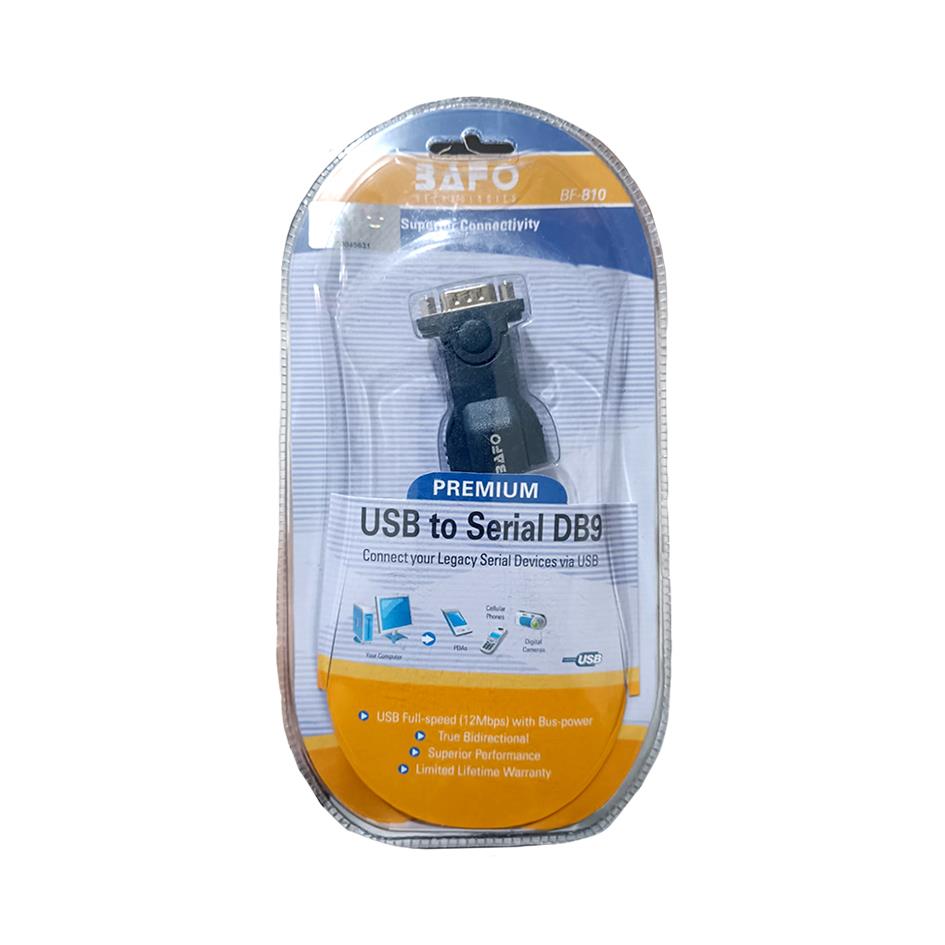 BAFO
TECHNOLOGIES
BF-810
Superior Connectivity
BAFO
PREMIUM
USB to Serial DB9
Connect your Legacy Serial Devices via USB
Cellular
Phones
Your Computer
PDAs
Digital
Cameras
USB
USB Full-speed (12Mbps) with Bus-power
True Bidirectional
Superior Performance
Limited Lifetime Warranty